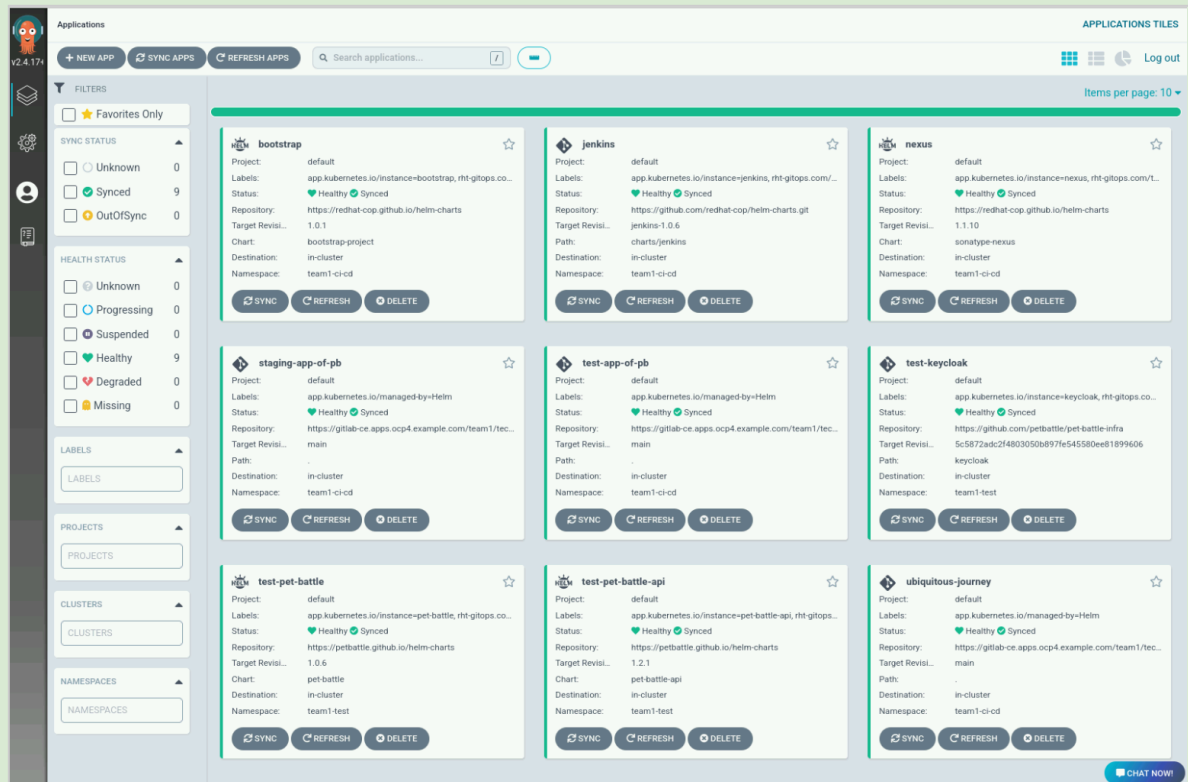 Applications
APPLICATIONS TILES
v2.4.17+
+ NEW APP
SYNC APPS
REFRESH APPS
Search applications...
/
Log out
FILTERS
Items per page: 10
Favorites Only
SYNC STATUS
Unknown 0
Synced 9
OutOfSync 0
HEALTH STATUS
Unknown 0
Progressing 0
Suspended 0
Healthy 9
Degraded 0
Missing 0
LABELS
LABELS
PROJECTS
PROJECTS
CLUSTERS
CLUSTERS
NAMESPACES
NAMESPACES
HELM bootstrap
Project: default
Labels: app.kubernetes.io/instance=bootstrap, rht-gitops.co...
Status: Healthy Synced
Repository: https://redhat-cop.github.io/helm-charts
Target Revisi... 1.0.1
Chart: bootstrap-project
Destination: in-cluster
Namespace: team1-ci-cd
SYNC REFRESH DELETE
jenkins
Project: default
Labels: app.kubernetes.io/instance=jenkins, rht-gitops.com/...
Status: Healthy Synced
Repository: https://github.com/redhat-cop/helm-charts.git
Target Revisi... jenkins-1.0.6
Path: charts/jenkins
Destination: in-cluster
Namespace: team1-ci-cd
SYNC REFRESH DELETE
HELM nexus
Project: default
Labels: app.kubernetes.io/instance=nexus, rht-gitops.com/t...
Status: Healthy Synced
Repository: https://redhat-cop.github.io/helm-charts
Target Revisi... 1.1.10
Chart: sonatype-nexus
Destination: in-cluster
Namespace: team1-ci-cd
SYNC REFRESH DELETE
staging-app-of-pb
Project: default
Labels: app.kubernetes.io/managed-by=Helm
Status: Healthy Synced
Repository: https://gitlab-ce.apps.ocp4.example.com/team1/tec...
Target Revisi... main
Path: .
Destination: in-cluster
Namespace: team1-ci-cd
SYNC REFRESH DELETE
test-app-of-pb
Project: default
Labels: app.kubernetes.io/managed-by=Helm
Status: Healthy Synced
Repository: https://gitlab-ce.apps.ocp4.example.com/team1/tec...
Target Revisi... main
Path: .
Destination: in-cluster
Namespace: team1-ci-cd
SYNC REFRESH DELETE
test-keycloak
Project: default
Labels: app.kubernetes.io/instance=keycloak, rht-gitops.co...
Status: Healthy Synced
Repository: https://github.com/petbattle/pet-battle-infra
Target Revisi... 5c5872adc2f4803050b897fe545580ee81899606
Path: keycloak
Destination: in-cluster
Namespace: team1-test
SYNC REFRESH DELETE
HELM test-pet-battle
Project: default
Labels: app.kubernetes.io/instance=pet-battle, rht-gitops.co...
Status: Healthy Synced
Repository: https://petbattle.github.io/helm-charts
Target Revisi... 1.0.6
Chart: pet-battle
Destination: in-cluster
Namespace: team1-test
SYNC REFRESH DELETE
HELM test-pet-battle-api
Project: default
Labels: app.kubernetes.io/instance=pet-battle-api, rht-gitops...
Status: Healthy Synced
Repository: https://petbattle.github.io/helm-charts
Target Revisi... 1.2.1
Chart: pet-battle-api
Destination: in-cluster
Namespace: team1-test
SYNC REFRESH DELETE
ubiquitous-journey
Project: default
Labels: app.kubernetes.io/managed-by=Helm
Status: Healthy Synced
Repository: https://gitlab-ce.apps.ocp4.example.com/team1/tec...
Target Revisi... main
Path: .
Destination: in-cluster
Namespace: team1-ci-cd
SYNC REFRESH DELETE
CHAT NOW!